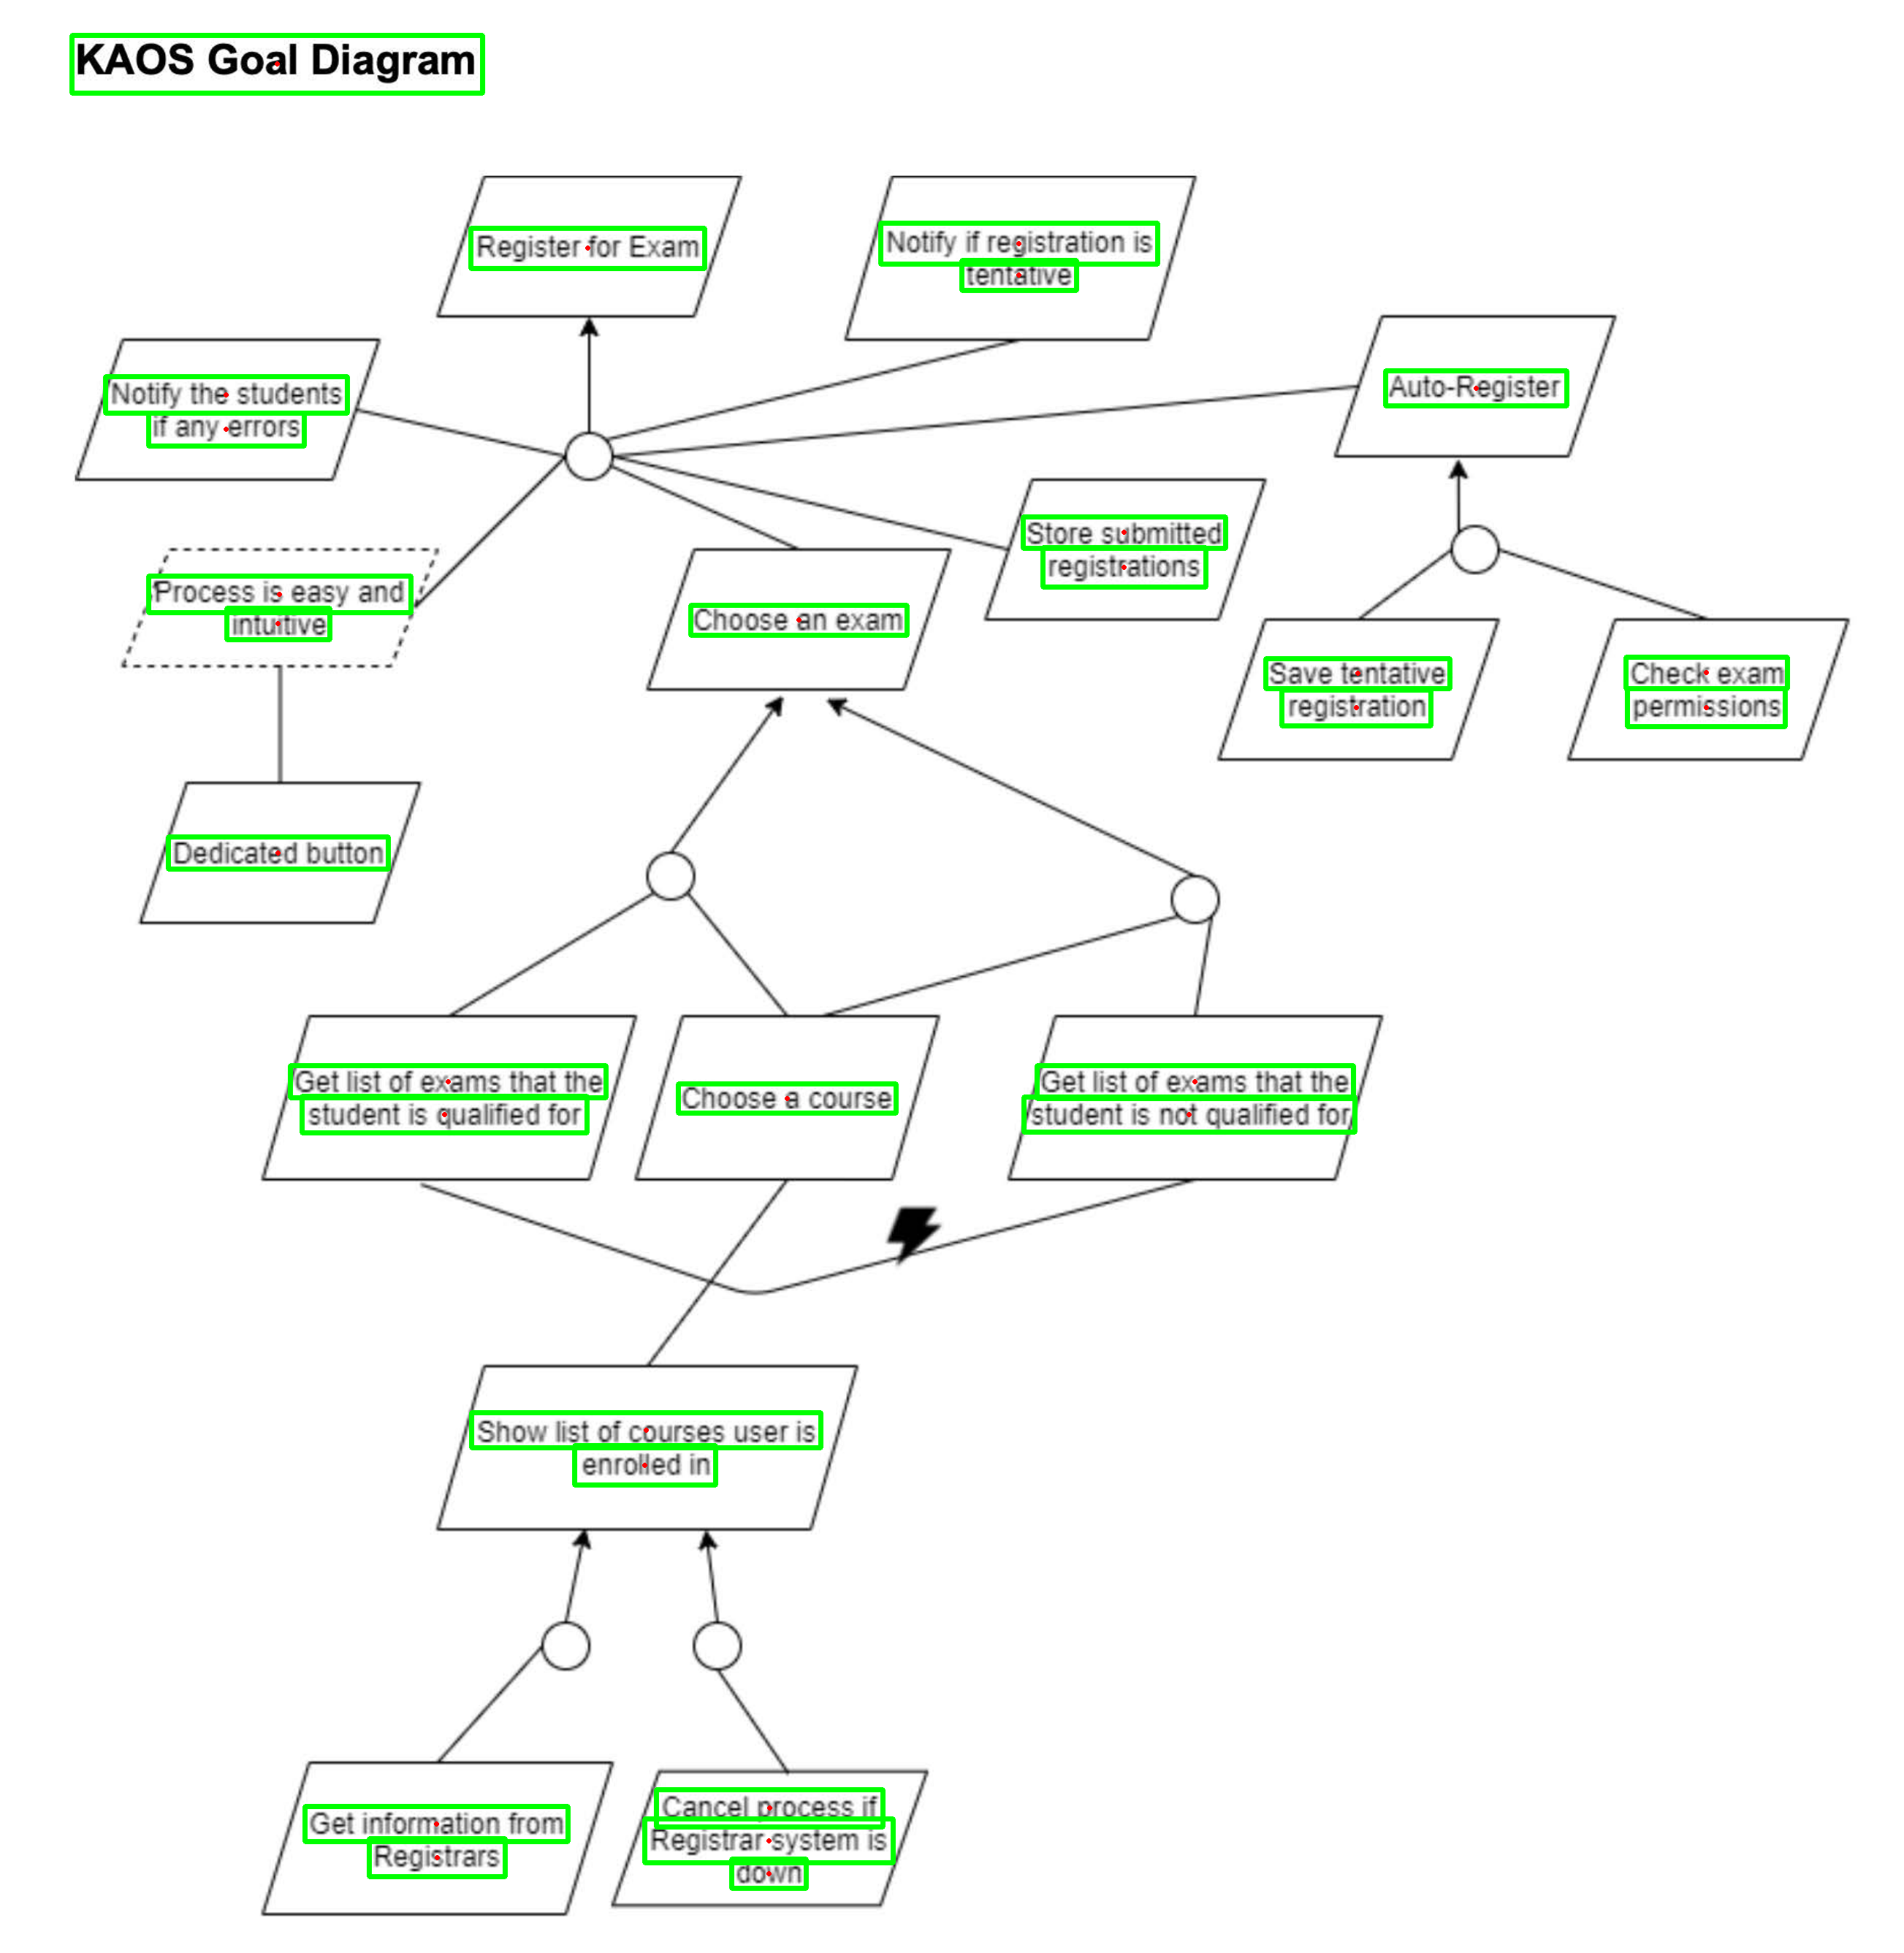 KAOS Goal Diagram
Register for Exam
Notify if registration is
tentative
Notify the students
if any errors
Auto-Register
Process is easy and
intuitive
Choose an exam
Store submitted
registrations
Save tentative
registration
Check exam
permissions
Dedicated button
Get list of exams that the
student is qualified for
Choose a course
Get list of exams that the
student is not qualified for
Show list of courses user is
enrolled in
Get information from
Registrars
Cancel process if
Registrar system is
down